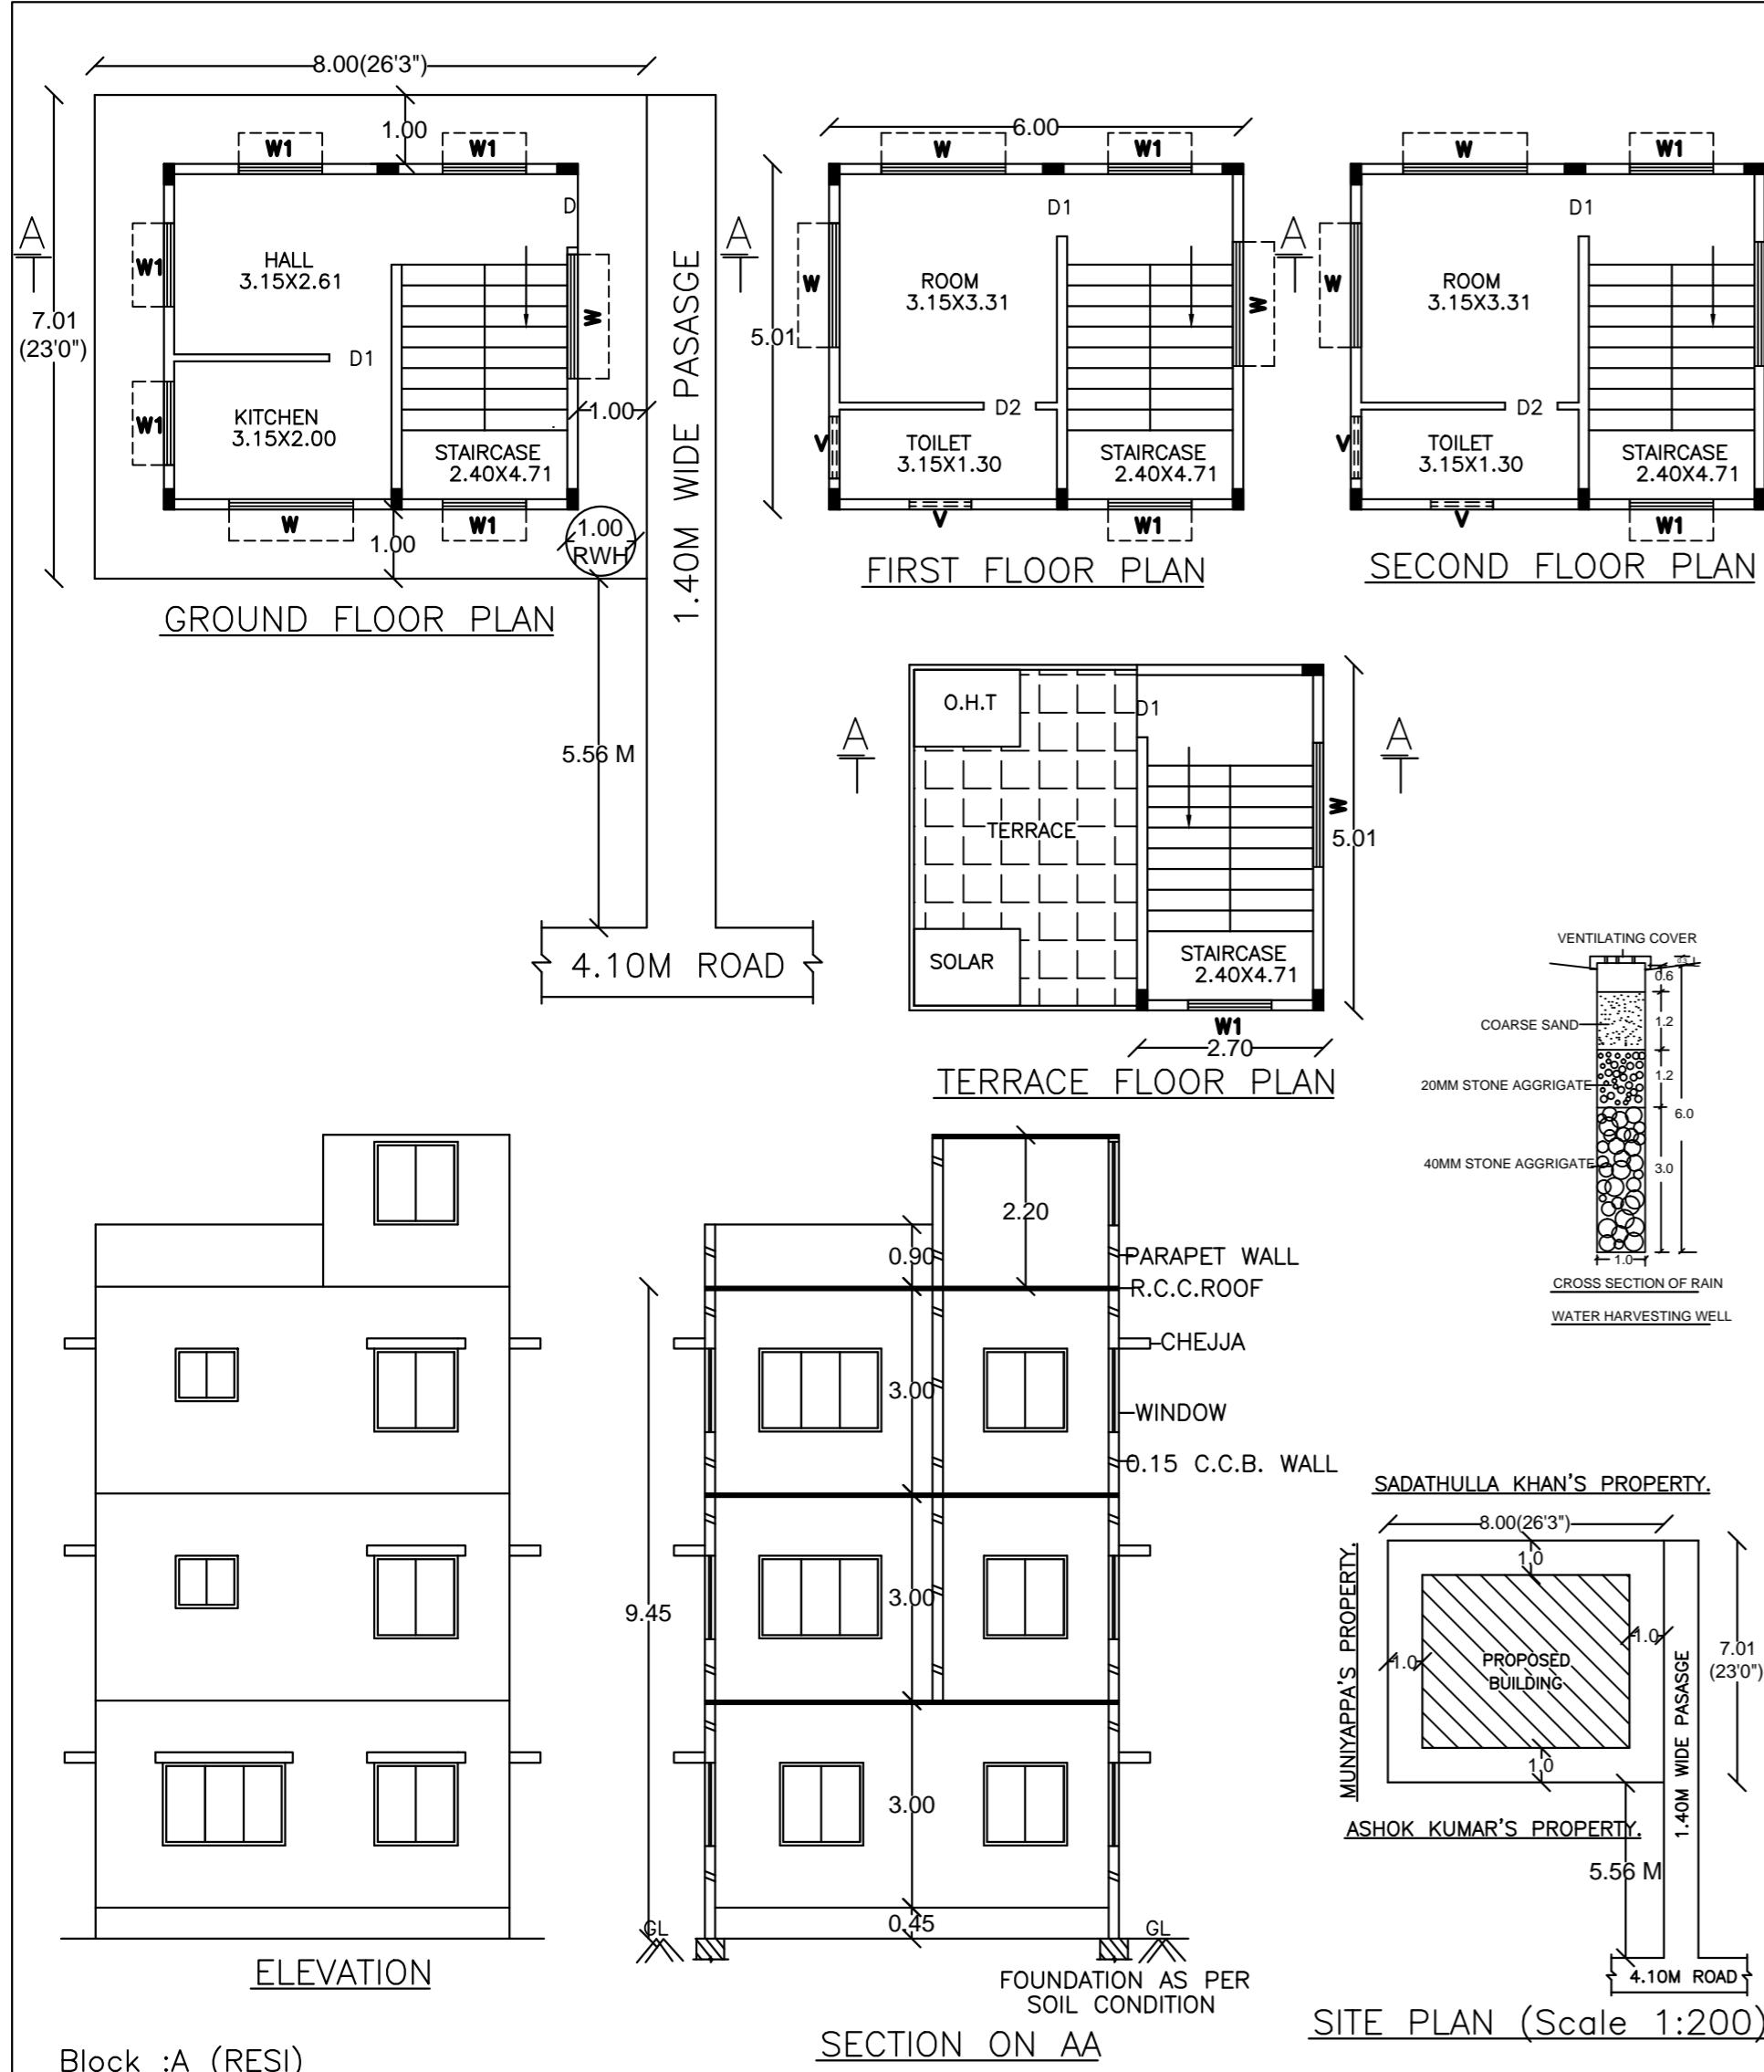 8.00(26'3")
1.00
W1
W1
D
A
A
W1
HALL
3.15X2.61
7.01
(23'0")
W
D1
W1
KITCHEN
3.15X2.00
1.00
STAIRCASE
2.40X4.71
W
W1
1.00
1.00
RWH
1.40M WIDE PASASGE
GROUND FLOOR PLAN
5.56 M
4.10M ROAD
6.00
W
W1
D1
W
ROOM
3.15X3.31
W
5.01
D2
V
TOILET
3.15X1.30
STAIRCASE
2.40X4.71
V
W1
FIRST FLOOR PLAN
W
W1
D1
A
W
ROOM
3.15X3.31
D2
V
TOILET
3.15X1.30
STAIRCASE
2.40X4.71
V
W1
SECOND FLOOR PLAN
O.H.T
D1
A
A
TERRACE
W
5.01
SOLAR
STAIRCASE
2.40X4.71
W1
2.70
TERRACE FLOOR PLAN
VENTILATING COVER
0.6
COARSE SAND
1.2
20MM STONE AGGRIGATE
1.2
6.0
40MM STONE AGGRIGATE
3.0
1.0
CROSS SECTION OF RAIN
WATER HARVESTING WELL
ELEVATION
2.20
0.90
PARAPET WALL
R.C.C.ROOF
CHEJJA
3.00
WINDOW
0.15 C.C.B. WALL
9.45
3.00
3.00
0.45
GL
GL
FOUNDATION AS PER
SOIL CONDITION
SECTION ON AA
SADATHULLA KHAN'S PROPERTY.
8.00(26'3")
1.0
MUNIYAPPA'S PROPERTY.
1.0
PROPOSED
BUILDING
1.0
7.01
(23'0")
1.0
1.40M WIDE PASASGE
ASHOK KUMAR'S PROPERTY.
5.56 M
4.10M ROAD
SITE PLAN (Scale 1:200)
Block :A (RESI)